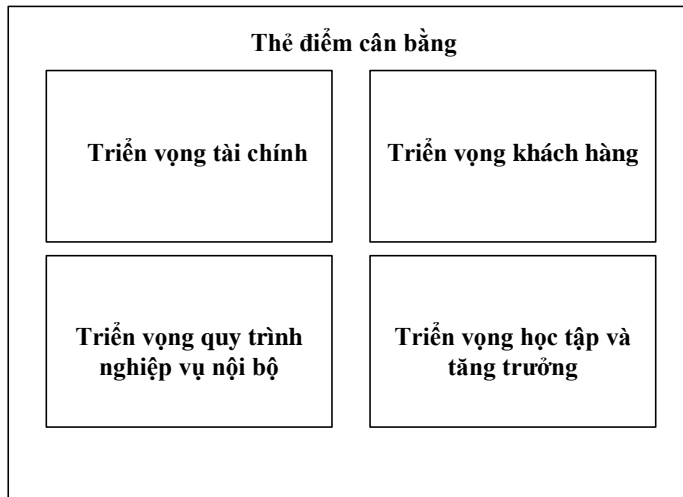 Thẻ điểm cân bằng
Triển vọng tài chính
Triển vọng khách hàng
Triển vọng quy trình
nghiệp vụ nội bộ
Triển vọng học tập và
tăng trưởng